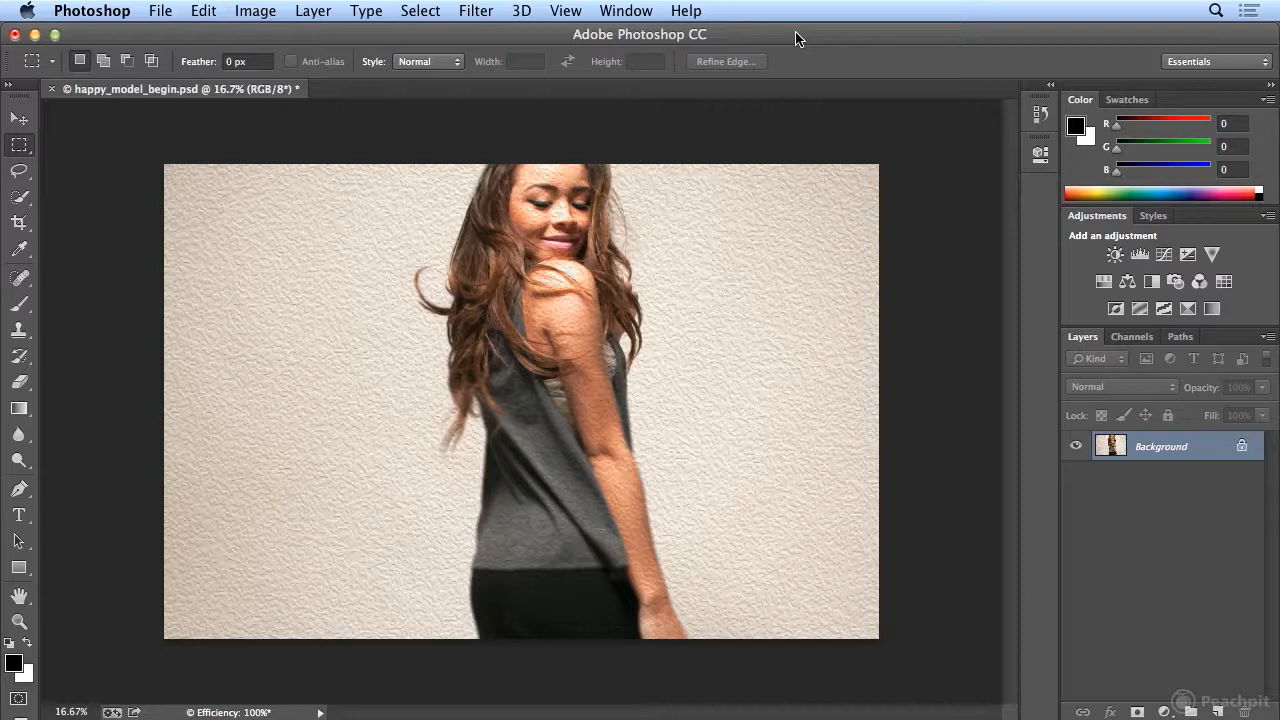 Photoshop File Edit Image Layer Type Select Filter 3D View Window Help
Adobe Photoshop CC
Feather: 0 px Anti-alias Style: Normal Width: Height: Refine Edge... Essentials
× © happy_model_begin.psd @ 16.7% (RGB/8*) *
Color Swatches
R 0
G 0
B 0
Adjustments Styles
Add an adjustment
Layers Channels Paths
Kind
Normal Opacity: 100%
Lock: Fill: 100%
Background
Peachpit
16.67% © Efficiency: 100%*